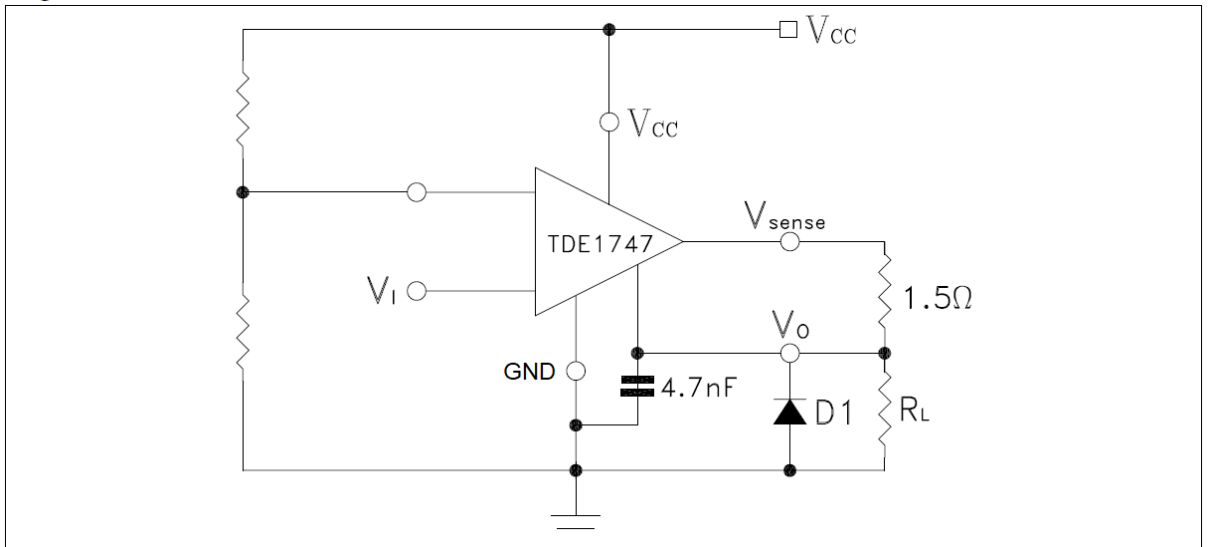 Vcc
Vcc
Vsense
TDE1747
VI
1.5Ω
VO
GND
4.7nF
D1
RL